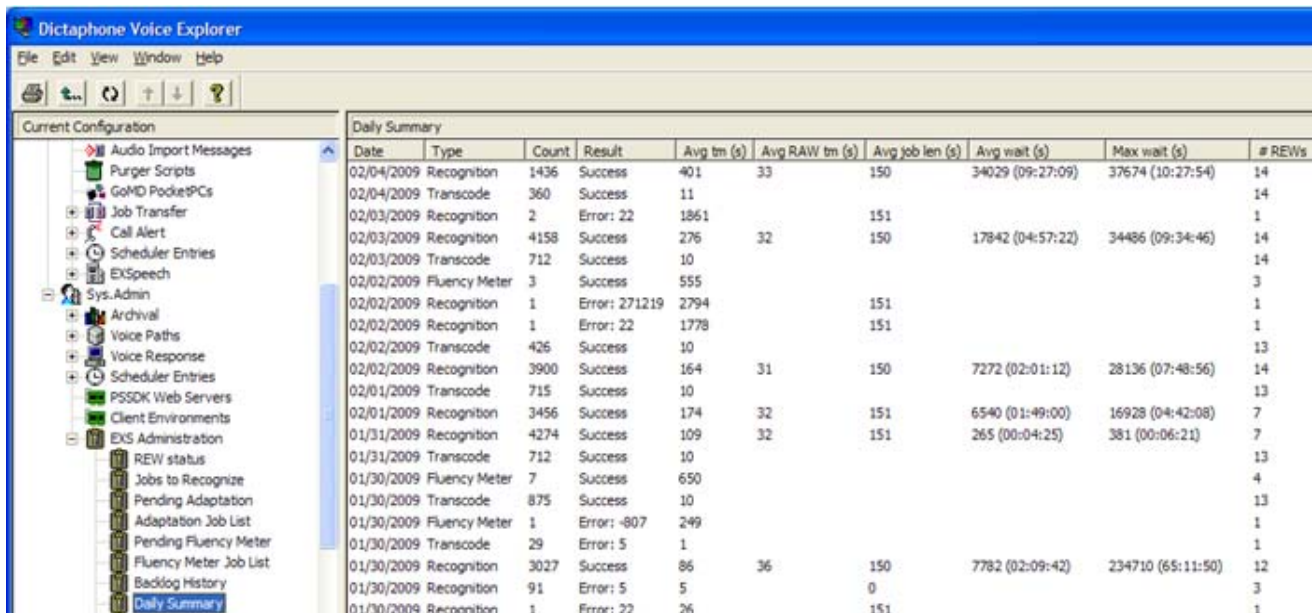 Dictaphone Voice Explorer
File Edit View Window Help
Current Configuration
Audio Import Messages
Purger Scripts
GoMD PocketPCs
Job Transfer
Call Alert
Scheduler Entries
EXSpeech
Sys.Admin
Archival
Voice Paths
Voice Response
Scheduler Entries
PSSDK Web Servers
Client Environments
EXS Administration
REW status
Jobs to Recognize
Pending Adaptation
Adaptation Job List
Pending Fluency Meter
Fluency Meter Job List
Backlog History
Daily Summary
Daily Summary
Date Type Count Result Avg tm (s) Avg RAW tm (s) Avg job len (s) Avg wait (s) Max wait (s) # REWs
02/04/2009 Recognition 1436 Success 401 33 150 34029 (09:27:09) 37674 (10:27:54) 14
02/04/2009 Transcode 360 Success 11 14
02/03/2009 Recognition 2 Error: 22 1861 151 1
02/03/2009 Recognition 4158 Success 276 32 150 17842 (04:57:22) 34486 (09:34:46) 14
02/03/2009 Transcode 712 Success 10 14
02/02/2009 Fluency Meter 3 Success 555 3
02/02/2009 Recognition 1 Error: 271219 2794 151 1
02/02/2009 Recognition 1 Error: 22 1778 151 1
02/02/2009 Transcode 426 Success 10 13
02/02/2009 Recognition 3900 Success 164 31 150 7272 (02:01:12) 28136 (07:48:56) 14
02/01/2009 Transcode 715 Success 10 13
02/01/2009 Recognition 3456 Success 174 32 151 6540 (01:49:00) 16928 (04:42:08) 7
01/31/2009 Recognition 4274 Success 109 32 151 265 (00:04:25) 381 (00:06:21) 7
01/31/2009 Transcode 712 Success 10 13
01/30/2009 Fluency Meter 7 Success 650 4
01/30/2009 Transcode 875 Success 10 13
01/30/2009 Fluency Meter 1 Error: -807 249 1
01/30/2009 Transcode 29 Error: 5 1 1
01/30/2009 Recognition 3027 Success 86 36 150 7782 (02:09:42) 234710 (65:11:50) 12
01/30/2009 Recognition 91 Error: 5 5 0 3
01/30/2009 Recognition 1 Error: 22 26 151 1